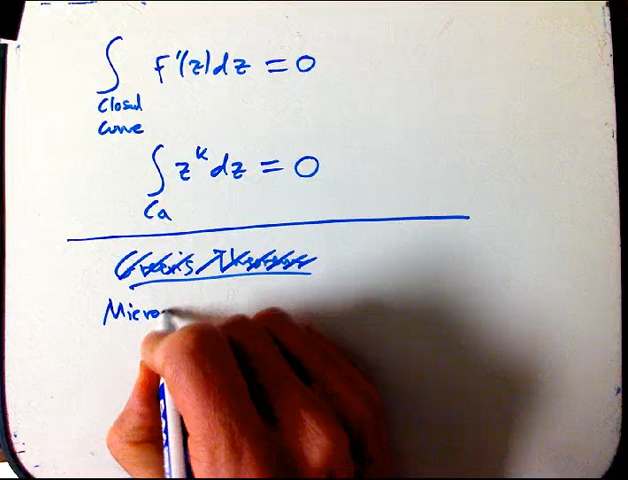 ∫ F'(z)dz = 0
Closed
Curve
∫ z^k dz = 0
Ca
Micro